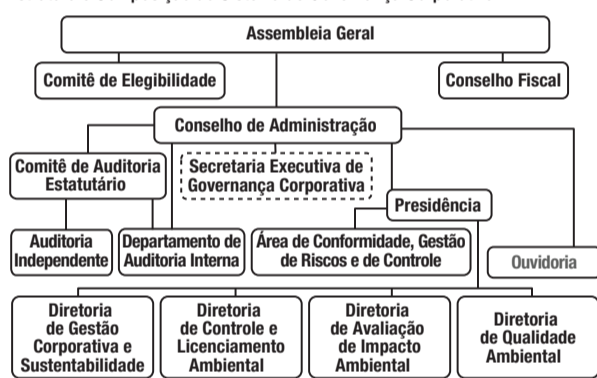 Assembleia Geral
Comitê de Elegibilidade
Conselho Fiscal
Conselho de Administração
Comitê de Auditoria
Estatutário
Secretaria Executiva de
Governança Corporativa
Presidência
Auditoria
Independente
Departamento de
Auditoria Interna
Área de Conformidade, Gestão
de Riscos e de Controle
Ouvidoria
Diretoria
de Gestão
Corporativa e
Sustentabilidade
Diretoria
de Controle e
Licenciamento
Ambiental
Diretoria
de Avaliação
de Impacto
Ambiental
Diretoria
de Qualidade
Ambiental